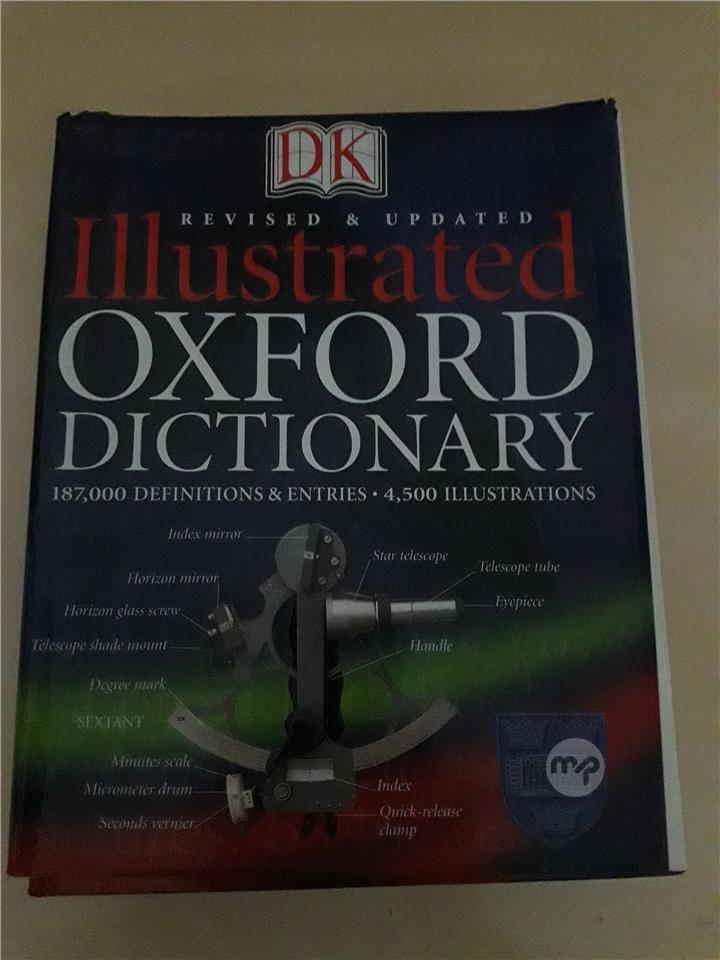 DK
REVISED & UPDATED
Illustrated
OXFORD
DICTIONARY
187,000 DEFINITIONS & ENTRIES • 4,500 ILLUSTRATIONS
Index mirror
Star telescope
Telescope tube
Horizon mirror
Eyepiece
Horizon glass screw
Telescope shade mount
Handle
Degree mark
SEXTANT
Minutes scale
Micrometer drum
Index
Seconds vernier
Quick-release
clamp
mp